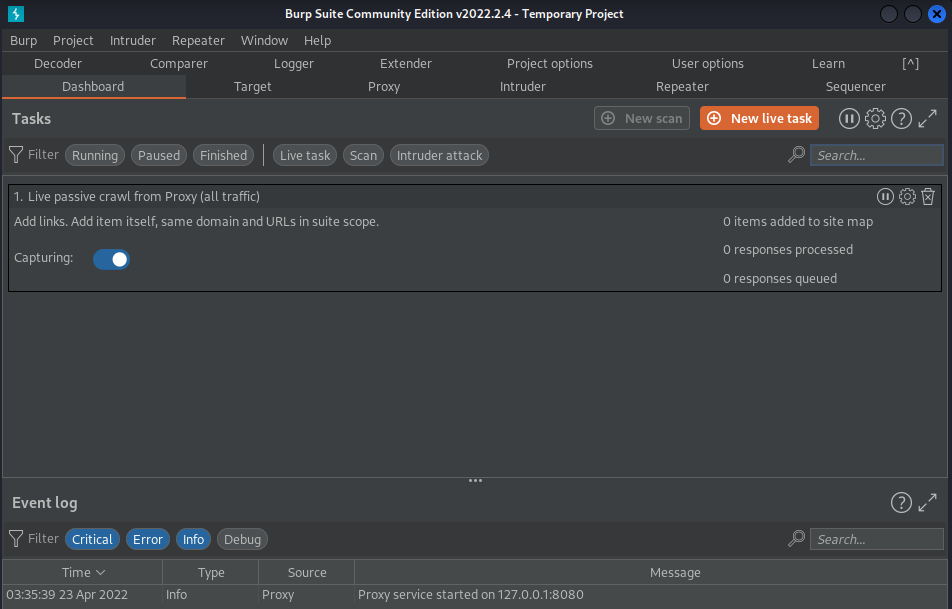 Burp Suite Community Edition v2022.2.4 - Temporary Project
Burp Project Intruder Repeater Window Help
Decoder Comparer Logger Extender Project options User options Learn [^]
Dashboard Target Proxy Intruder Repeater Sequencer
Tasks New scan New live task
Filter Running Paused Finished Live task Scan Intruder attack Search...
1. Live passive crawl from Proxy (all traffic)
Add links. Add item itself, same domain and URLs in suite scope. 0 items added to site map
0 responses processed
Capturing:
0 responses queued
Event log
Filter Critical Error Info Debug Search...
Time Type Source Message
03:35:39 23 Apr 2022 Info Proxy Proxy service started on 127.0.0.1:8080